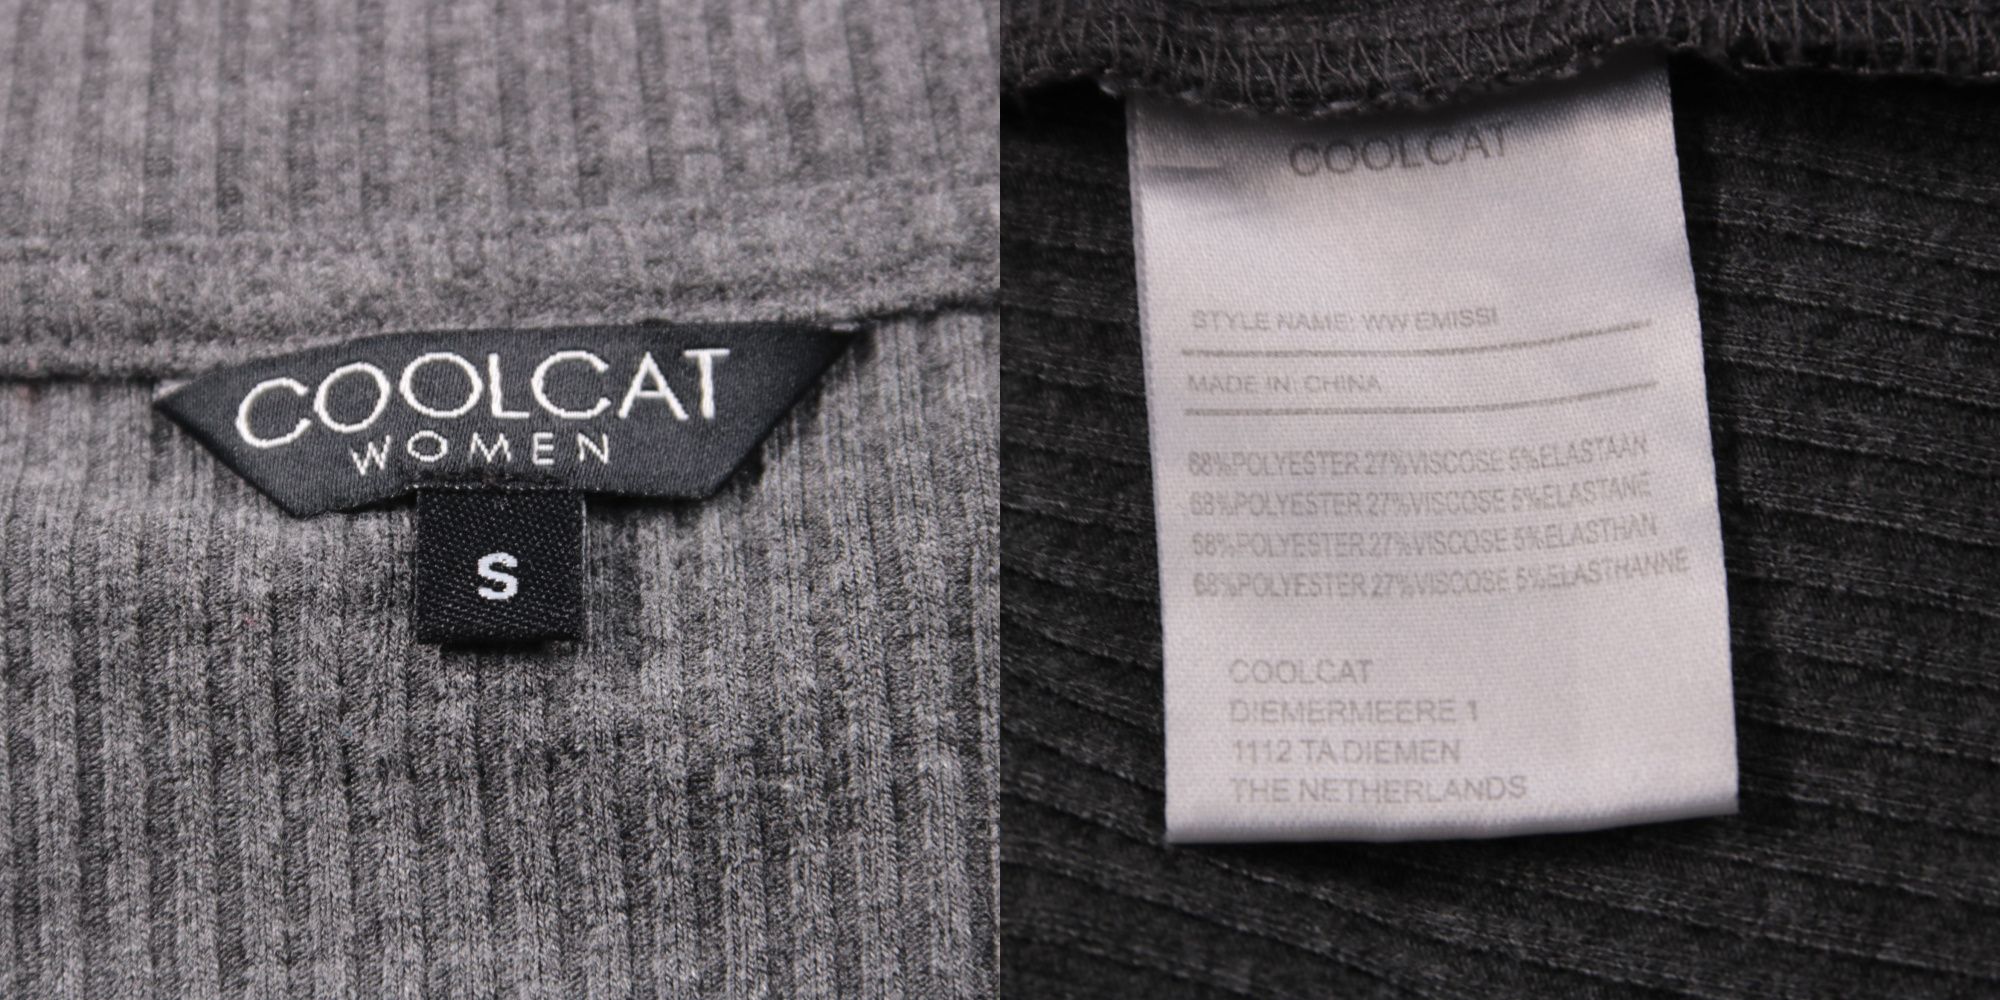 COOLCAT
WOMEN
S
COOLCAT
STYLE NAME: WW EMISSI
MADE IN: CHINA
68%POLYESTER 27%VISCOSE 5%ELASTAAN
68%POLYESTER 27%VISCOSE 5%ELASTANE
68%POLYESTER 27%VISCOSE 5%ELASTHAN
68%POLYESTER 27%VISCOSE 5%ELASTHANNE
COOLCAT
DIEMERMEERE 1
1112 TA DIEMEN
THE NETHERLANDS